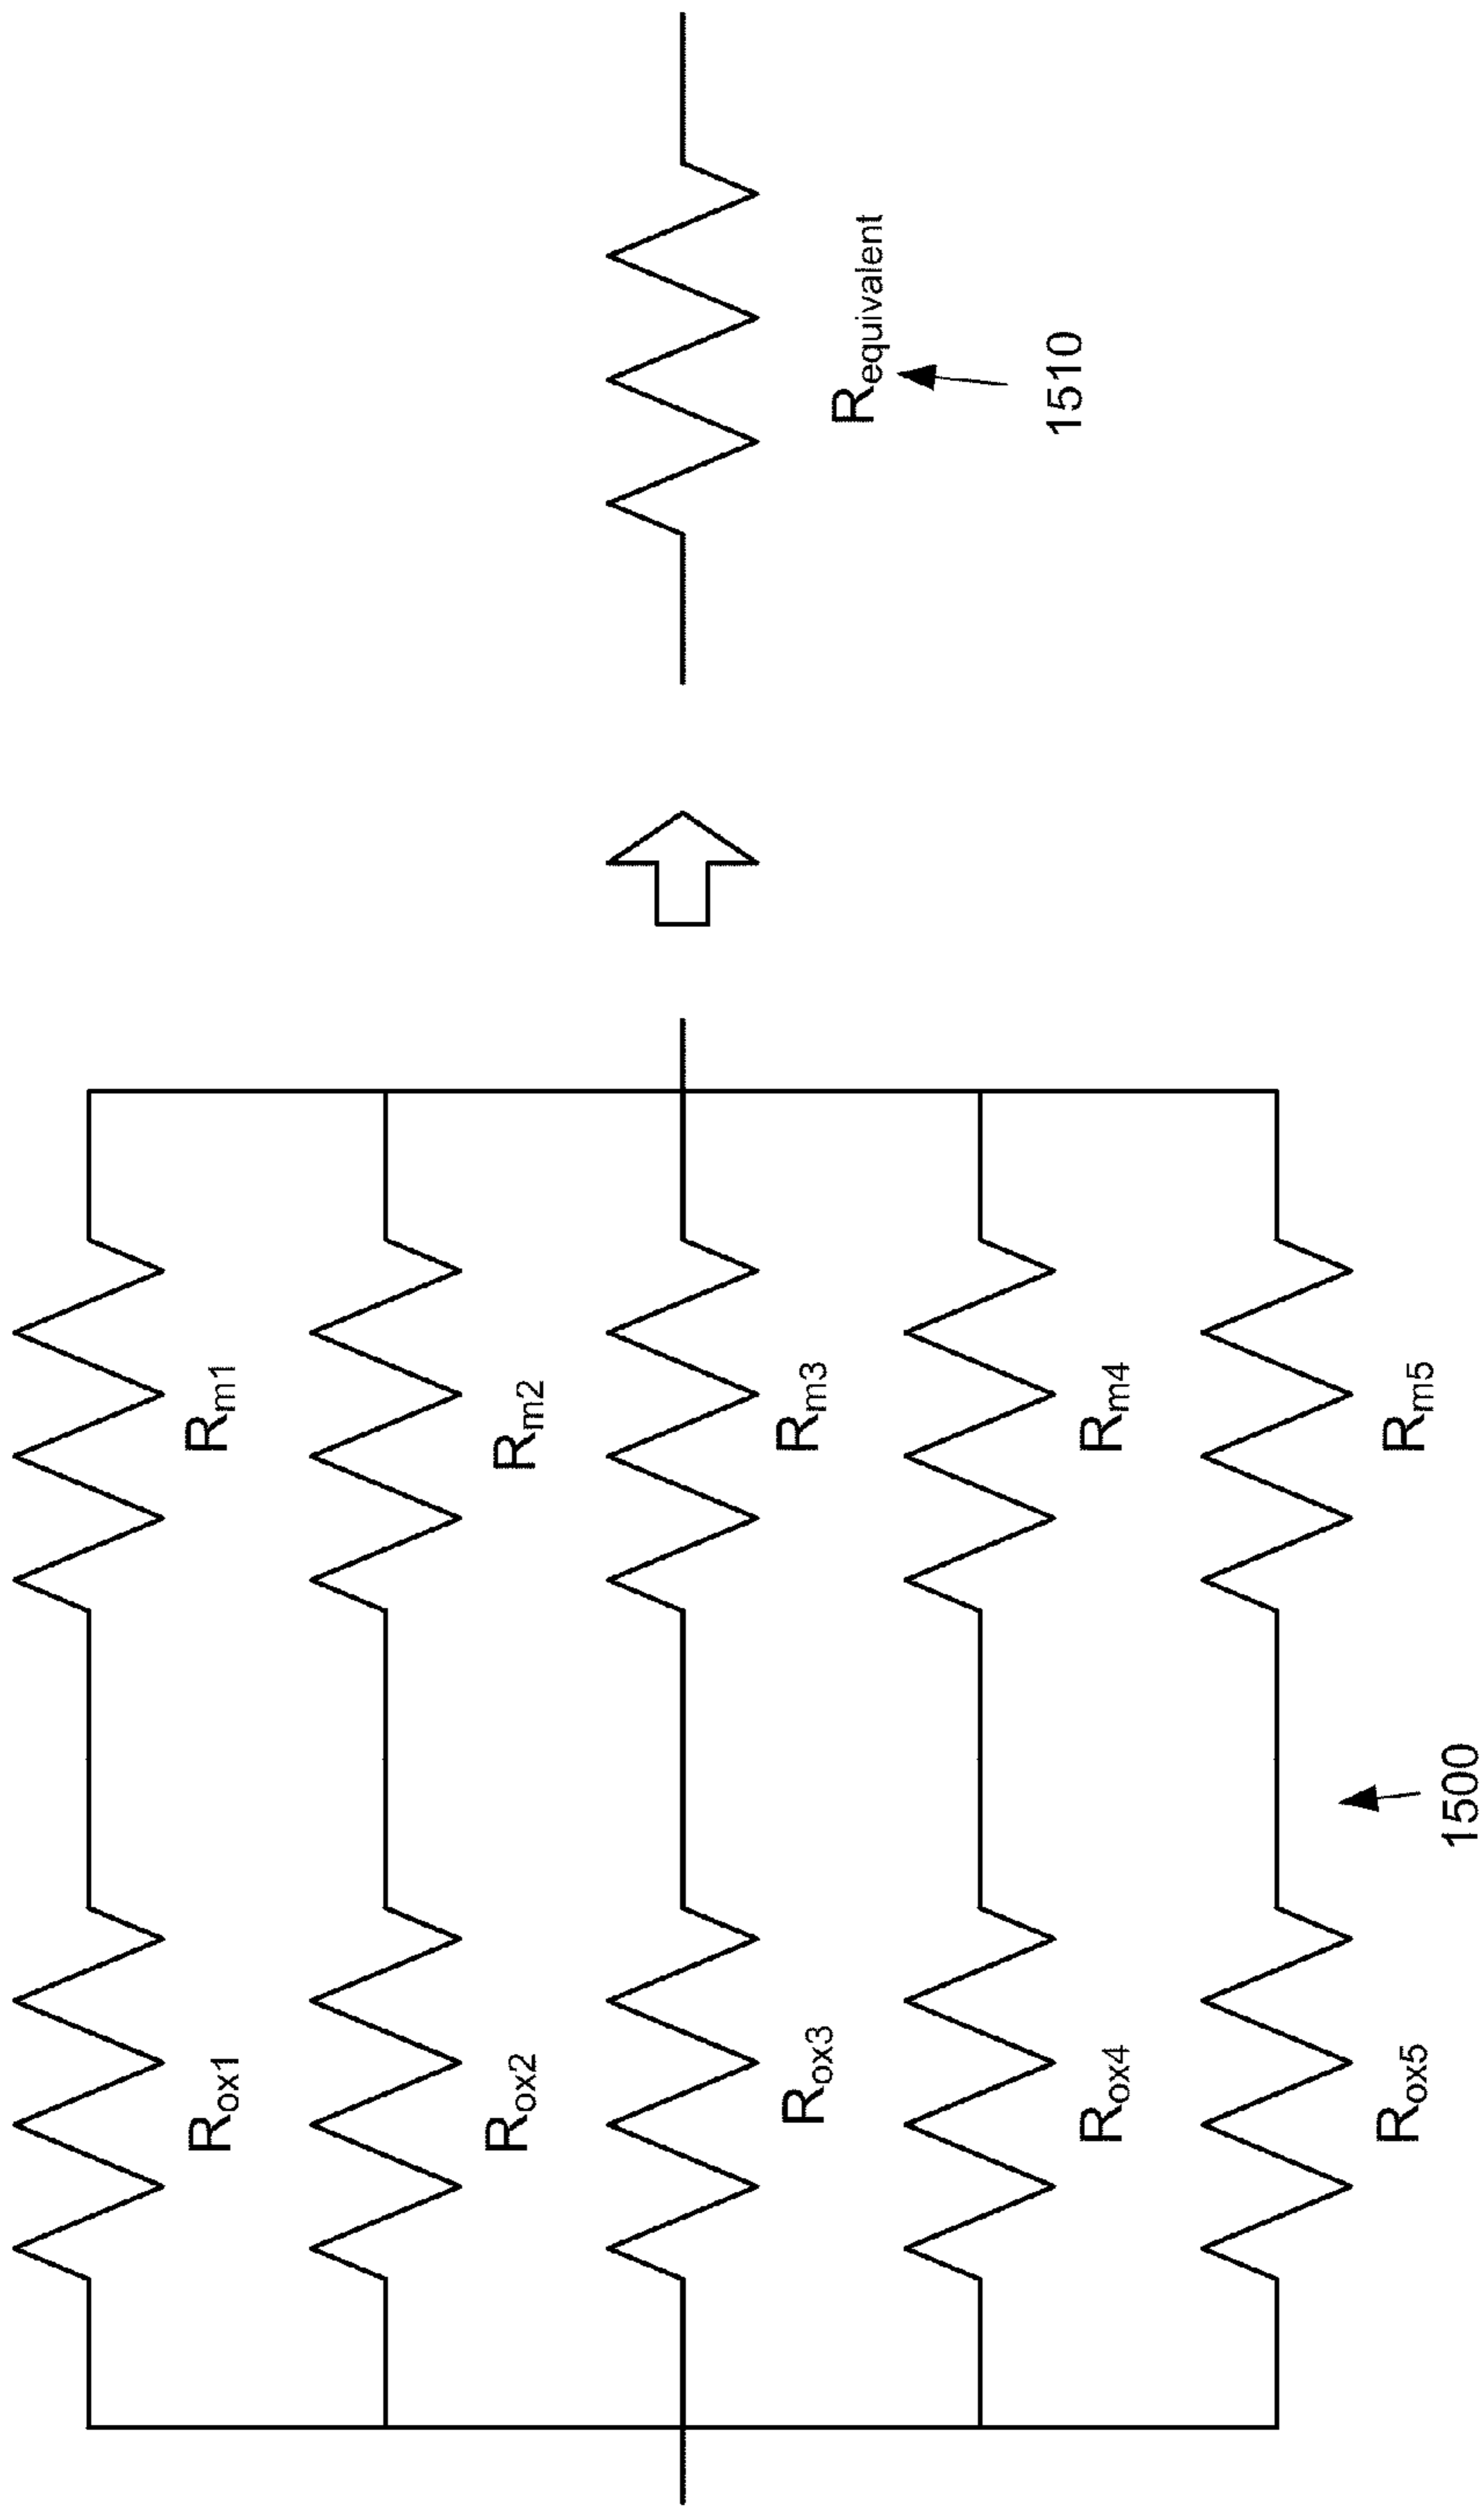 Rox1
Rm1
Rox2
Rm2
Rox3
Rm3
Requivalent
1510
Rox4
Rm4
Rox5
Rm5
1500